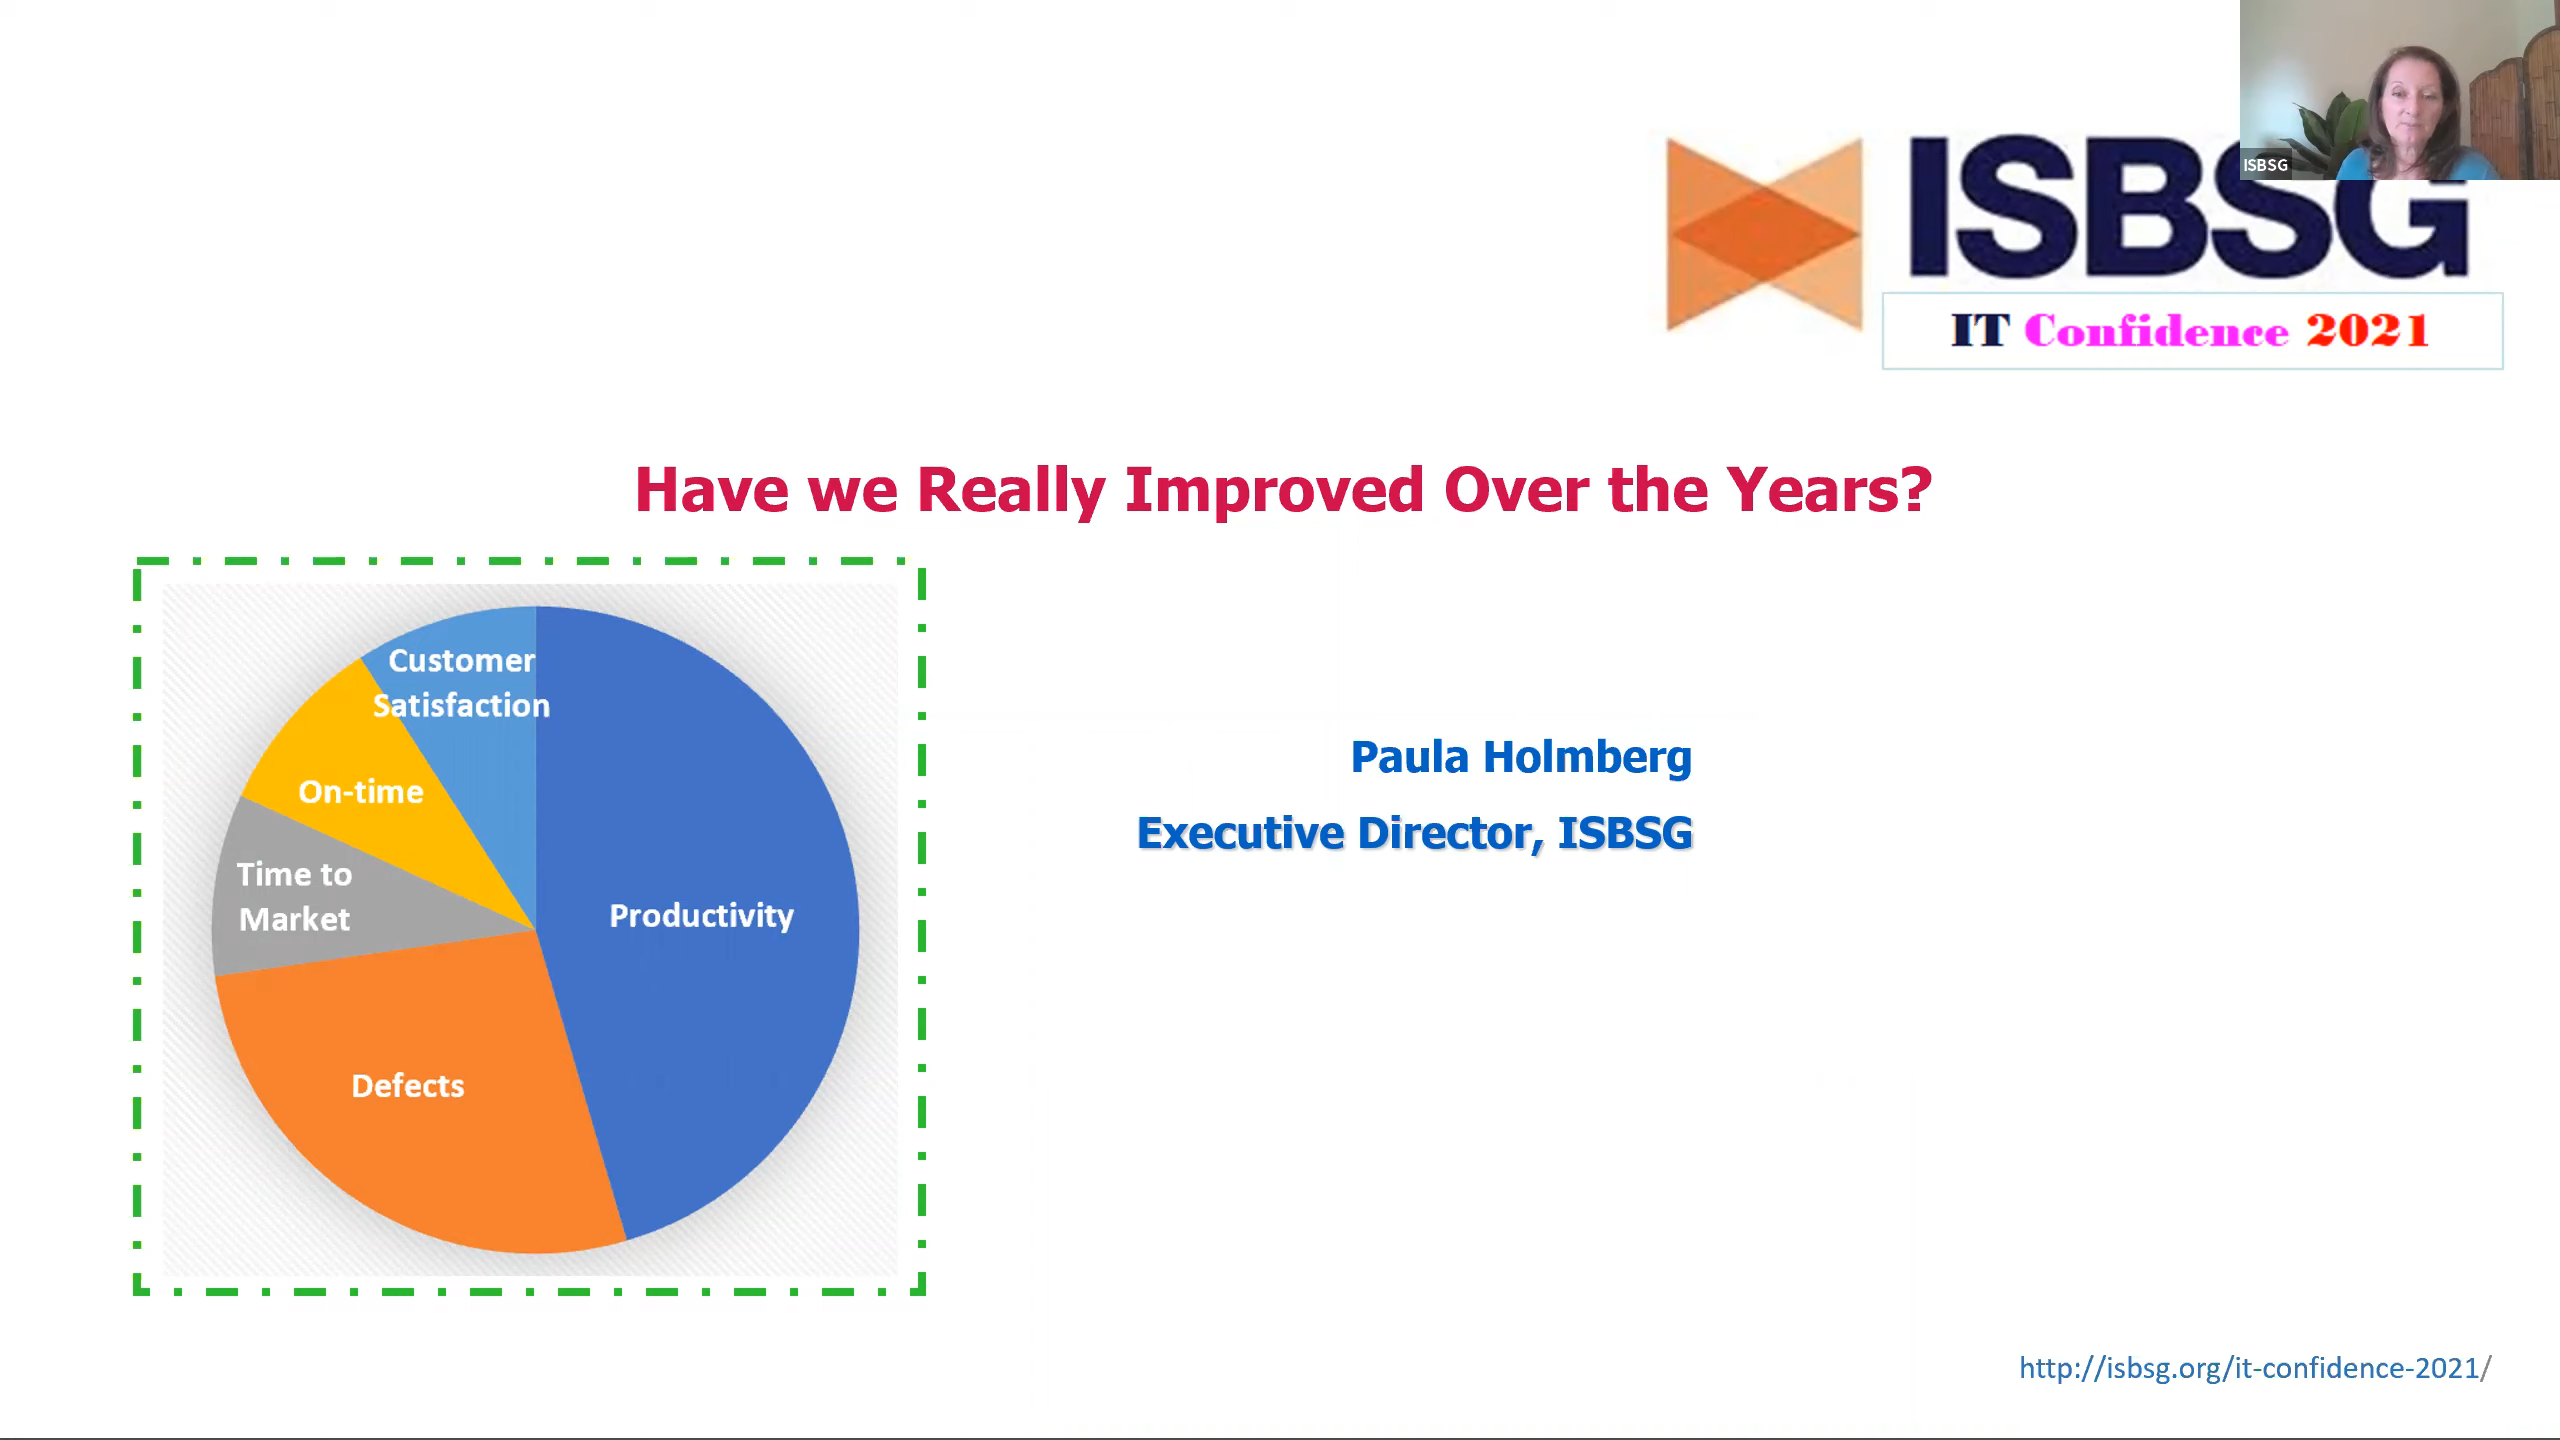 ISBSG
ISBSG
IT Confidence 2021
Have we Really Improved Over the Years?
Customer
Satisfaction
On-time
Time to
Market
Productivity
Defects
Paula Holmberg
Executive Director, ISBSG
http://isbsg.org/it-confidence-2021/